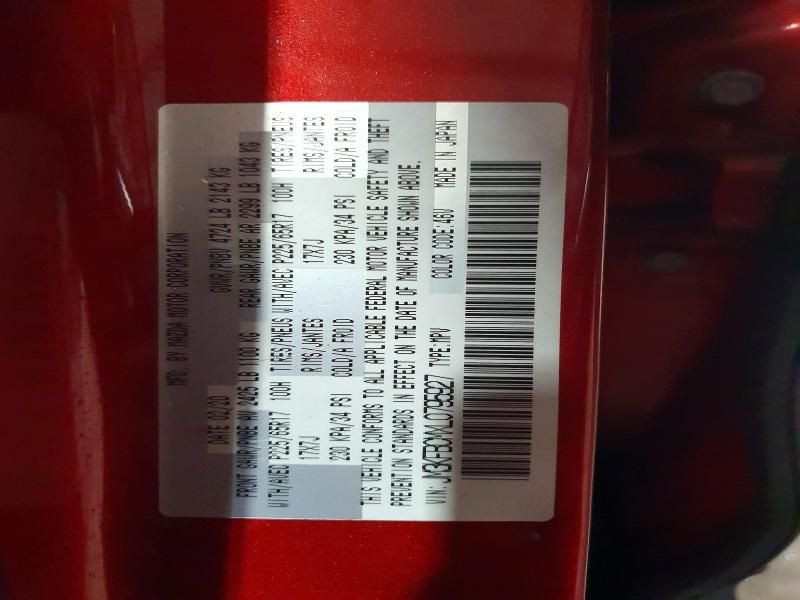 MFD. BY MAZDA MOTOR CORPORATION
DATE 02/20 GVWR/PNBV 4724 LB 2143 KG
FRONT GAWR/PNBE AV 2425 LB 1100 KG REAR GAWR/PNBE AR 2299 LB 1043 KG
WITH/AVEC P225/65R17 100H TIRES/PNEUS WITH/AVEC P225/65R17 100H TIRES/PNEUS
17X7J RIMS/JANTES 17X7J RIMS/JANTES
230 KPA/34 PSI COLD/A FROID 230 KPA/34 PSI COLD/A FROID
THIS VEHICLE CONFORMS TO ALL APPLICABLE FEDERAL MOTOR VEHICLE SAFETY AND THEFT
PREVENTION STANDARDS IN EFFECT ON THE DATE OF MANUFACTURE SHOWN ABOVE.
VIN: TYPE:MPV COLOR CODE:46V MADE IN JAPAN